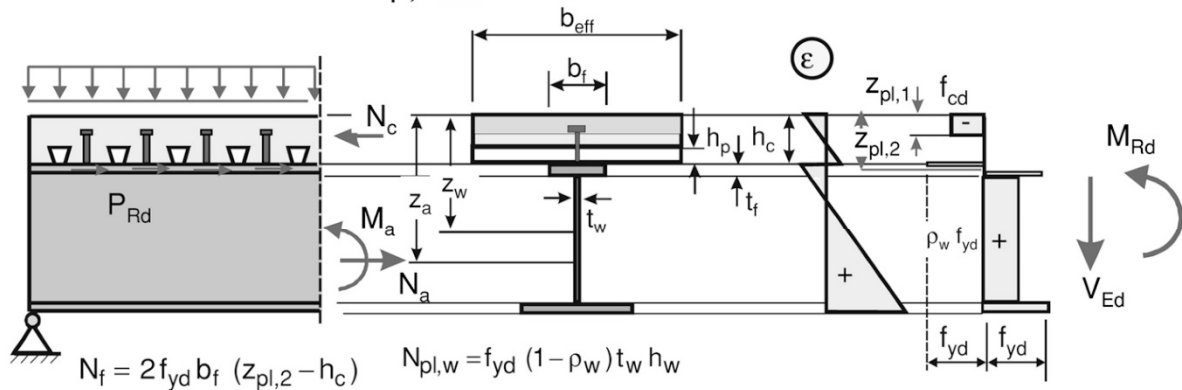 b_eff
b_f
ε
N_c
z_pl,1
f_cd
h_p
h_c
z_pl,2
M_Rd
P_Rd
z_w
z_a
t_w
t_f
M_a
ρ_w f_yd
N_a
-
+
+
V_Ed
f_yd
f_yd
N_f = 2 f_yd b_f (z_pl,2 − h_c)
N_pl,w = f_yd (1 − ρ_w) t_w h_w